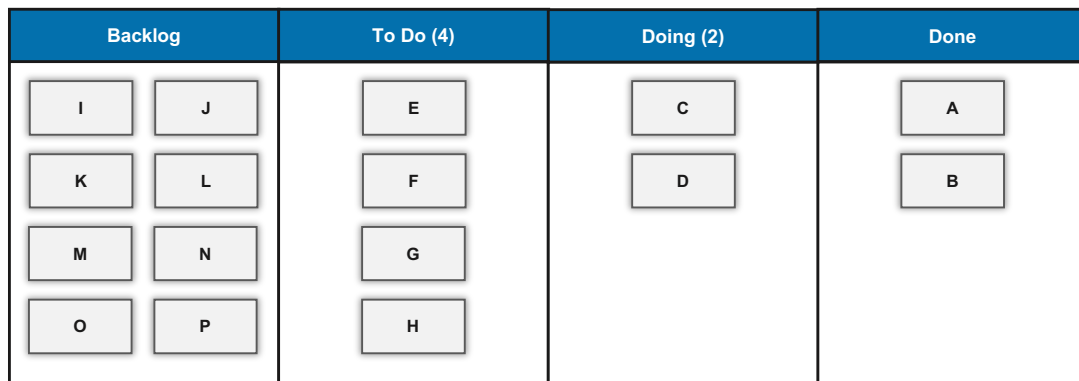 Backlog To Do (4) Doing (2) Done
I J E C A
K L F D B
M N G
O P H